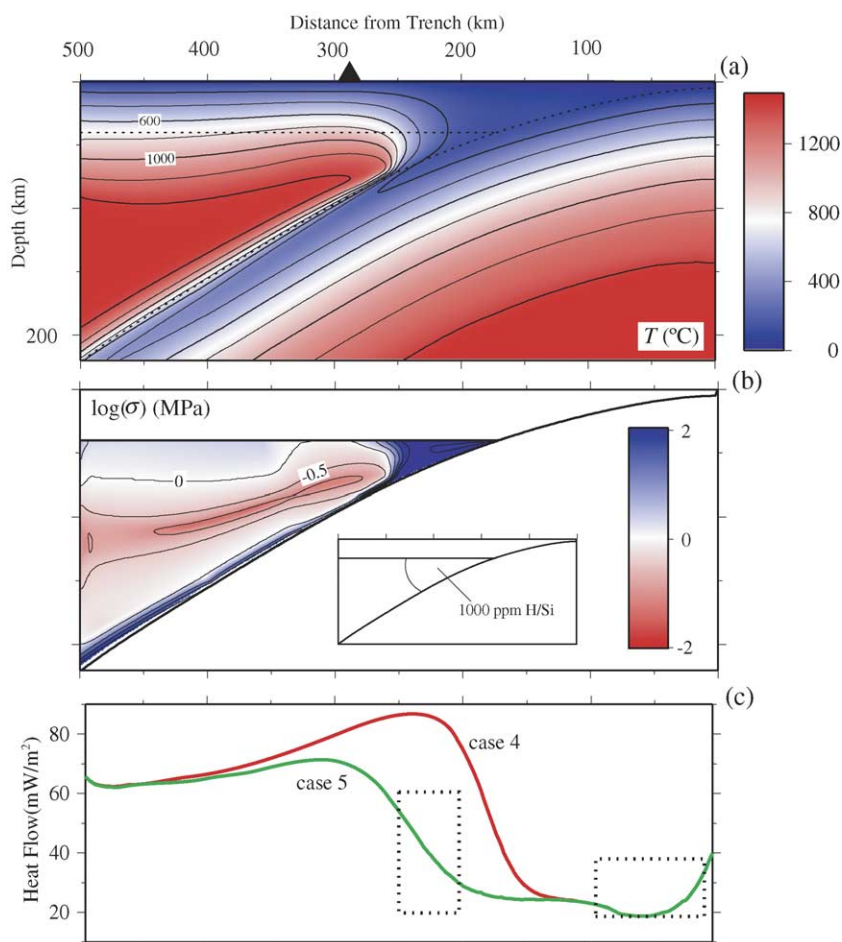 Distance from Trench (km)
500 400 300 200 100
(a)
600
1000
Depth (km)
200
T (ºC)
1200
800
400
0
(b)
log(σ) (MPa)
0
-0.5
1000 ppm H/Si
2
0
-2
(c)
80
60
40
20
Heat Flow(mW/m²)
case 4
case 5